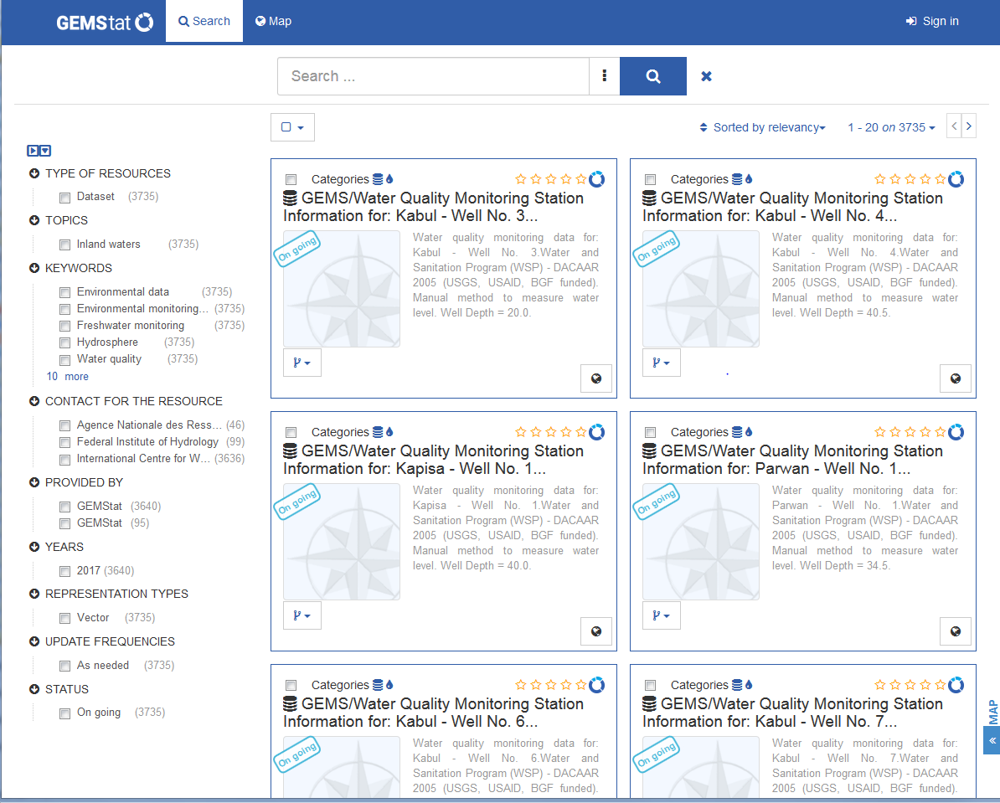 GEMStat
Search
Map
Sign in
Search ...
Sorted by relevancy
1 - 20 on 3735
TYPE OF RESOURCES
Dataset (3735)
TOPICS
Inland waters (3735)
KEYWORDS
Environmental data (3735)
Environmental monitoring... (3735)
Freshwater monitoring (3735)
Hydrosphere (3735)
Water quality (3735)
10 more
CONTACT FOR THE RESOURCE
Agence Nationale des Ress... (46)
Federal Institute of Hydrology (99)
International Centre for W... (3636)
PROVIDED BY
GEMStat (3640)
GEMStat (95)
YEARS
2017 (3640)
REPRESENTATION TYPES
Vector (3735)
UPDATE FREQUENCIES
As needed (3735)
STATUS
On going (3735)
Categories
GEMS/Water Quality Monitoring Station
Information for: Kabul - Well No. 3...
On going
Water quality monitoring data for:
Kabul - Well No. 3.Water and
Sanitation Program (WSP) - DACAAR
2005 (USGS, USAID, BGF funded).
Manual method to measure water
level. Well Depth = 20.0.
Categories
GEMS/Water Quality Monitoring Station
Information for: Kabul - Well No. 4...
On going
Water quality monitoring data for:
Kabul - Well No. 4.Water and
Sanitation Program (WSP) - DACAAR
2005 (USGS, USAID, BGF funded).
Manual method to measure water
level. Well Depth = 40.5.
Categories
GEMS/Water Quality Monitoring Station
Information for: Kapisa - Well No. 1...
On going
Water quality monitoring data for:
Kapisa - Well No. 1.Water and
Sanitation Program (WSP) - DACAAR
2005 (USGS, USAID, BGF funded).
Manual method to measure water
level. Well Depth = 40.0.
Categories
GEMS/Water Quality Monitoring Station
Information for: Parwan - Well No. 1...
On going
Water quality monitoring data for:
Parwan - Well No. 1.Water and
Sanitation Program (WSP) - DACAAR
2005 (USGS, USAID, BGF funded).
Manual method to measure water
level. Well Depth = 34.5.
Categories
GEMS/Water Quality Monitoring Station
Information for: Kabul - Well No. 6...
On going
Water quality monitoring data for:
Kabul - Well No. 6.Water and
Sanitation Program (WSP) - DACAAR
2005 (USGS, USAID, BGF funded).
Categories
GEMS/Water Quality Monitoring Station
Information for: Kabul - Well No. 7...
On going
Water quality monitoring data for:
Kabul - Well No. 7.Water and
Sanitation Program (WSP) - DACAAR
2005 (USGS, USAID, BGF funded).
MAP